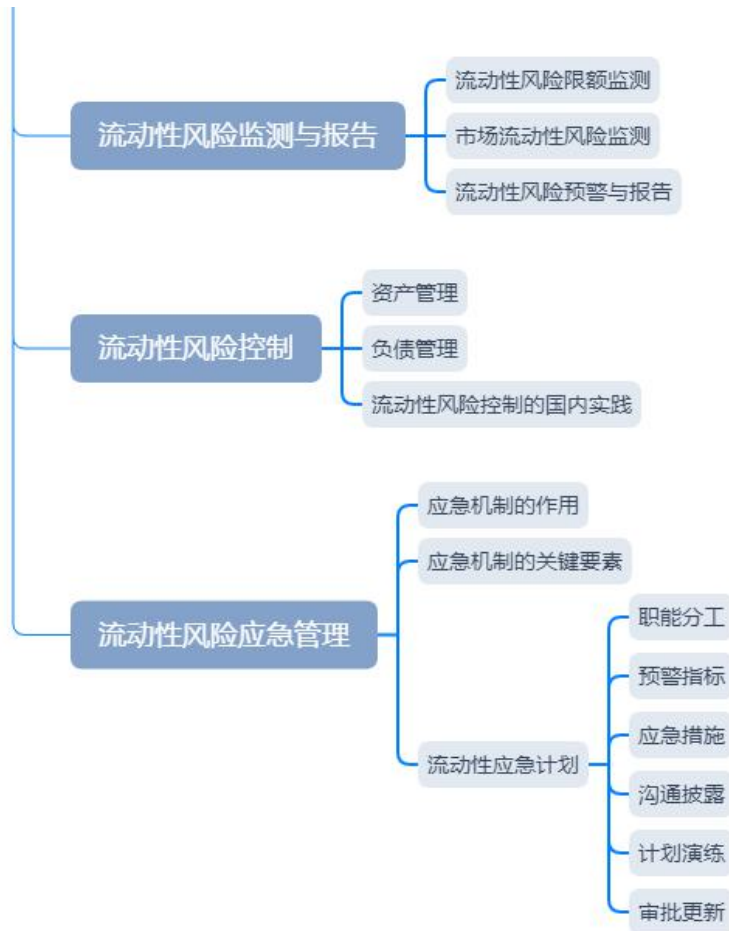 流动性风险监测与报告
流动性风险限额监测
市场流动性风险监测
流动性风险预警与报告
流动性风险控制
资产管理
负债管理
流动性风险控制的国内实践
流动性风险应急管理
应急机制的作用
应急机制的关键要素
流动性应急计划
职能分工
预警指标
应急措施
沟通披露
计划演练
审批更新